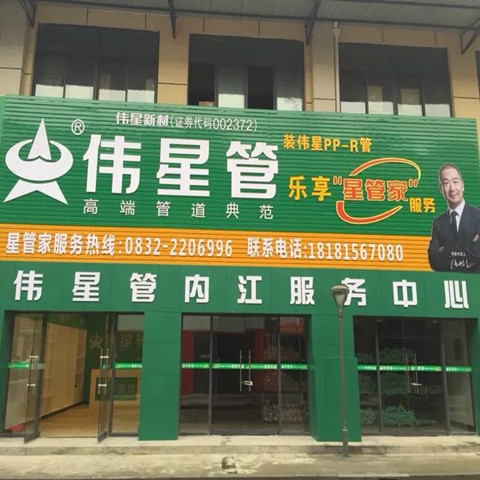 伟星新材(证券代码002372)
®
伟星管
高端管道典范
装伟星PP-R管
乐享"星管家"服务
星管家服务热线:0832-2206996 联系电话:18181567080
伟星管内江服务中心